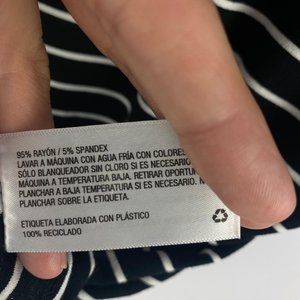 95% RAYÓN / 5% SPANDEX
LAVAR A MÁQUINA CON AGUA FRÍA CON COLORES
SÓLO BLANQUEADOR SIN CLORO SI ES NECESARIO
MÁQUINA A TEMPERATURA BAJA. RETIRAR
PLANCHAR A BAJA TEMPERATURA SI ES NECESARIO.
PLANCHAR SOBRE LA ETIQUETA.
ETIQUETA ELABORADA CON PLÁSTICO
100% RECICLADO